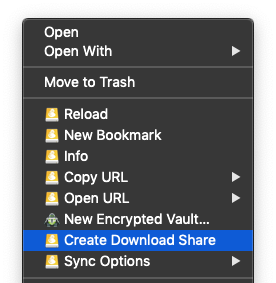 Open
Open With
Move to Trash
Reload
New Bookmark
Info
Copy URL
Open URL
New Encrypted Vault...
Create Download Share
Sync Options